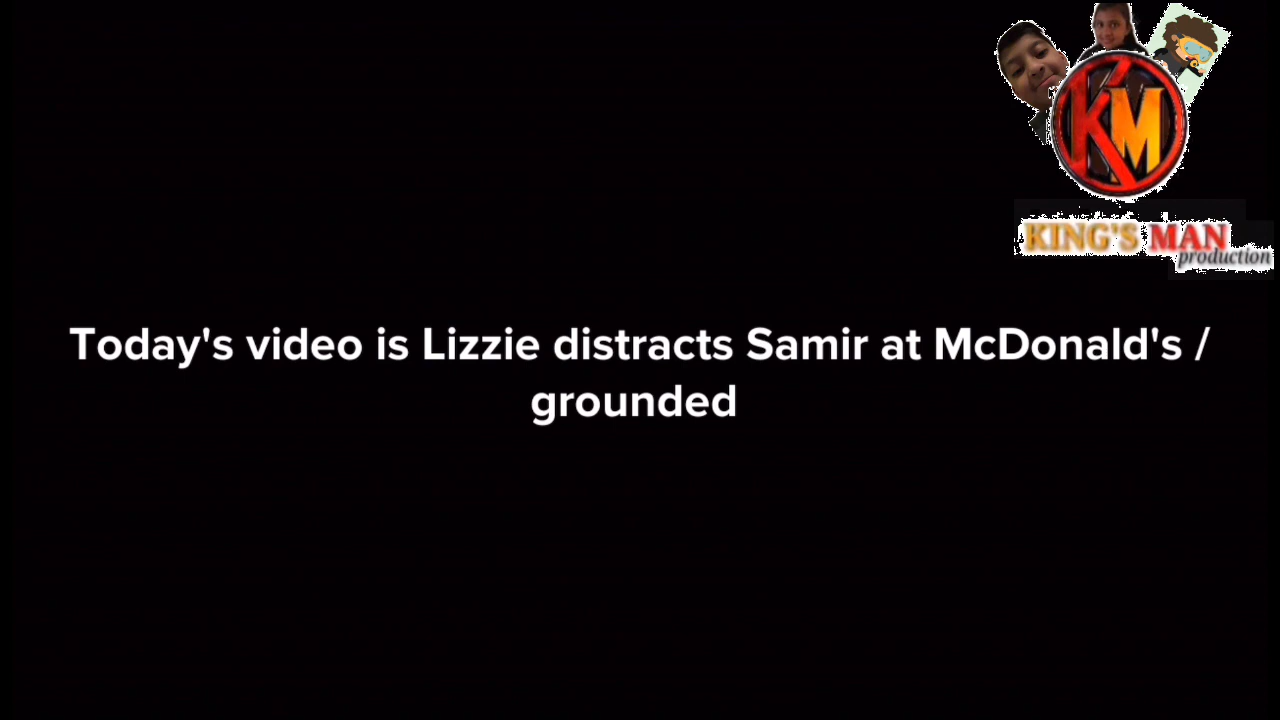 KM
KING'S MAN
production
Today's video is Lizzie distracts Samir at McDonald's /
grounded